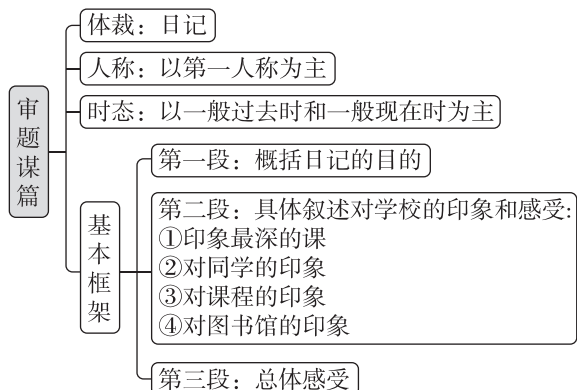 审题谋篇
体裁：日记
人称：以第一人称为主
时态：以一般过去时和一般现在时为主
基本框架
第一段：概括日记的目的
第二段：具体叙述对学校的印象和感受:
①印象最深的课
②对同学的印象
③对课程的印象
④对图书馆的印象
第三段：总体感受